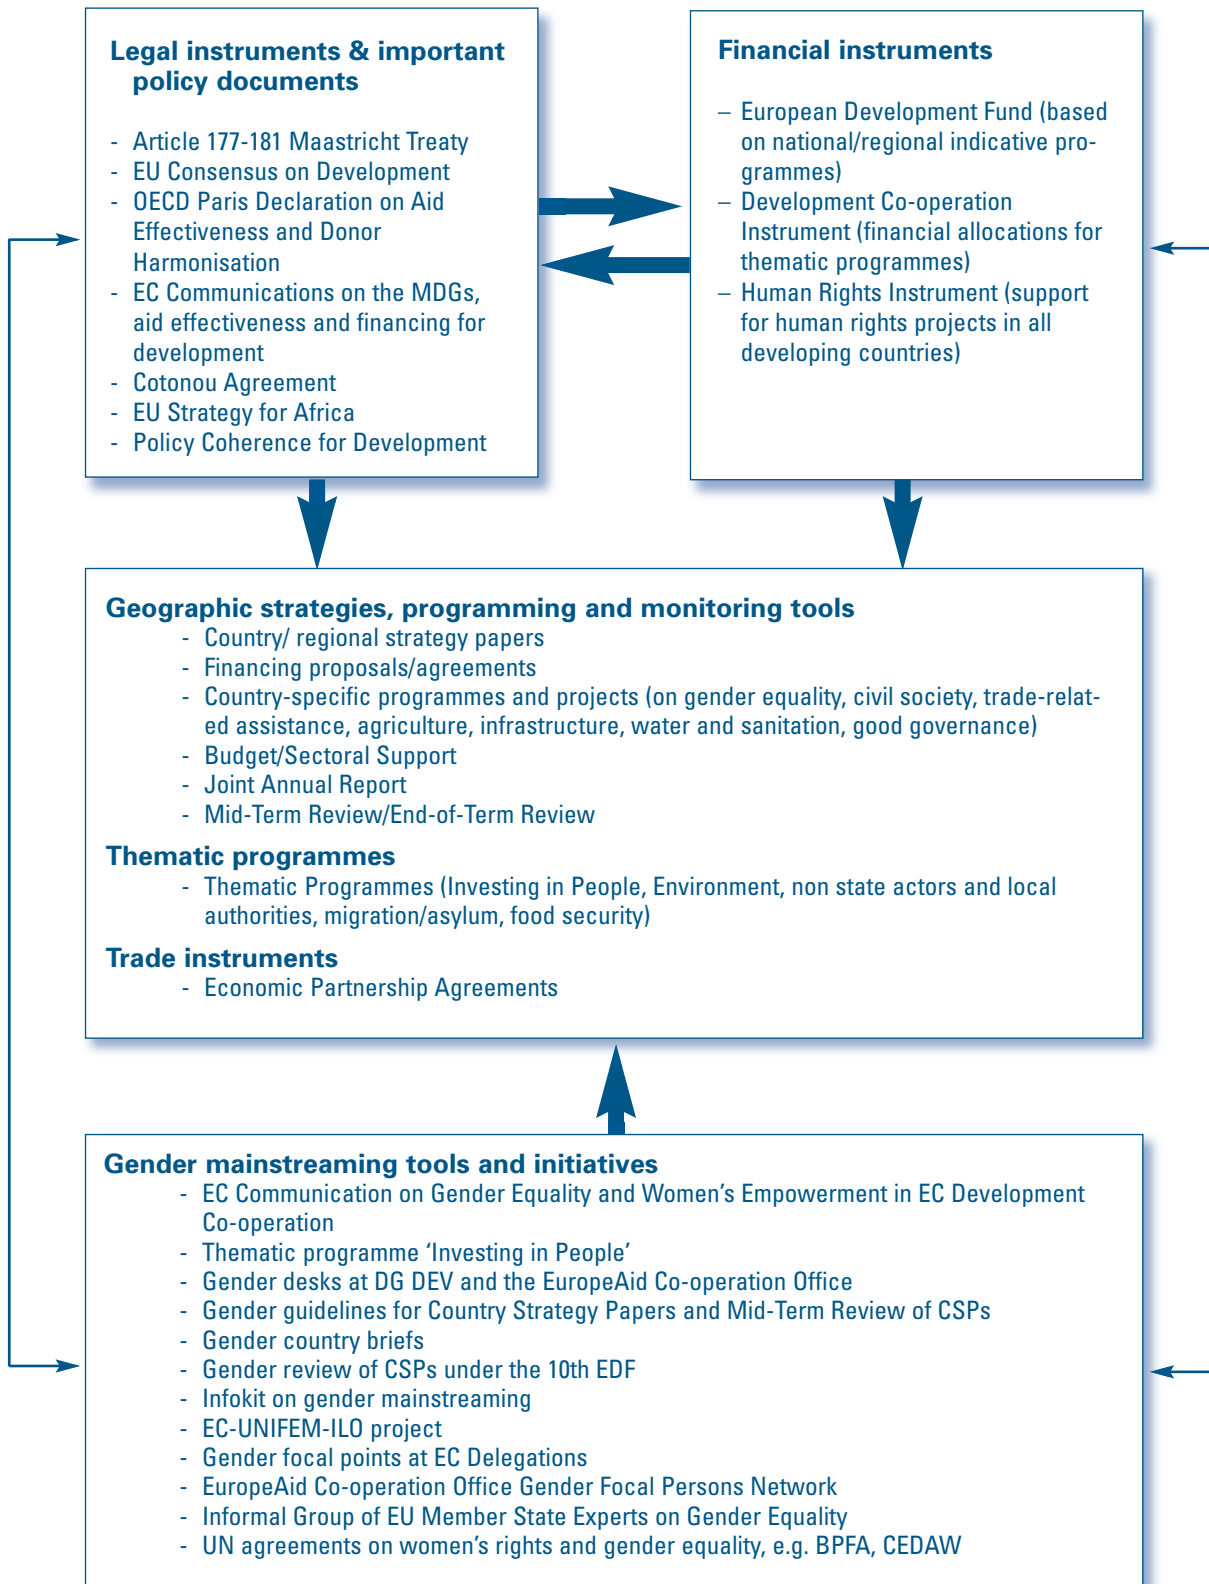 Legal instruments & important
policy documents
- Article 177-181 Maastricht Treaty
- EU Consensus on Development
- OECD Paris Declaration on Aid
Effectiveness and Donor
Harmonisation
- EC Communications on the MDGs,
aid effectiveness and financing for
development
- Cotonou Agreement
- EU Strategy for Africa
- Policy Coherence for Development
Financial instruments
– European Development Fund (based
on national/regional indicative pro-
grammes)
– Development Co-operation
Instrument (financial allocations for
thematic programmes)
– Human Rights Instrument (support
for human rights projects in all
developing countries)
Geographic strategies, programming and monitoring tools
- Country/ regional strategy papers
- Financing proposals/agreements
- Country-specific programmes and projects (on gender equality, civil society, trade-relat-
ed assistance, agriculture, infrastructure, water and sanitation, good governance)
- Budget/Sectoral Support
- Joint Annual Report
- Mid-Term Review/End-of-Term Review
Thematic programmes
- Thematic Programmes (Investing in People, Environment, non state actors and local
authorities, migration/asylum, food security)
Trade instruments
- Economic Partnership Agreements
Gender mainstreaming tools and initiatives
- EC Communication on Gender Equality and Women's Empowerment in EC Development
Co-operation
- Thematic programme 'Investing in People'
- Gender desks at DG DEV and the EuropeAid Co-operation Office
- Gender guidelines for Country Strategy Papers and Mid-Term Review of CSPs
- Gender country briefs
- Gender review of CSPs under the 10th EDF
- Infokit on gender mainstreaming
- EC-UNIFEM-ILO project
- Gender focal points at EC Delegations
- EuropeAid Co-operation Office Gender Focal Persons Network
- Informal Group of EU Member State Experts on Gender Equality
- UN agreements on women's rights and gender equality, e.g. BPFA, CEDAW